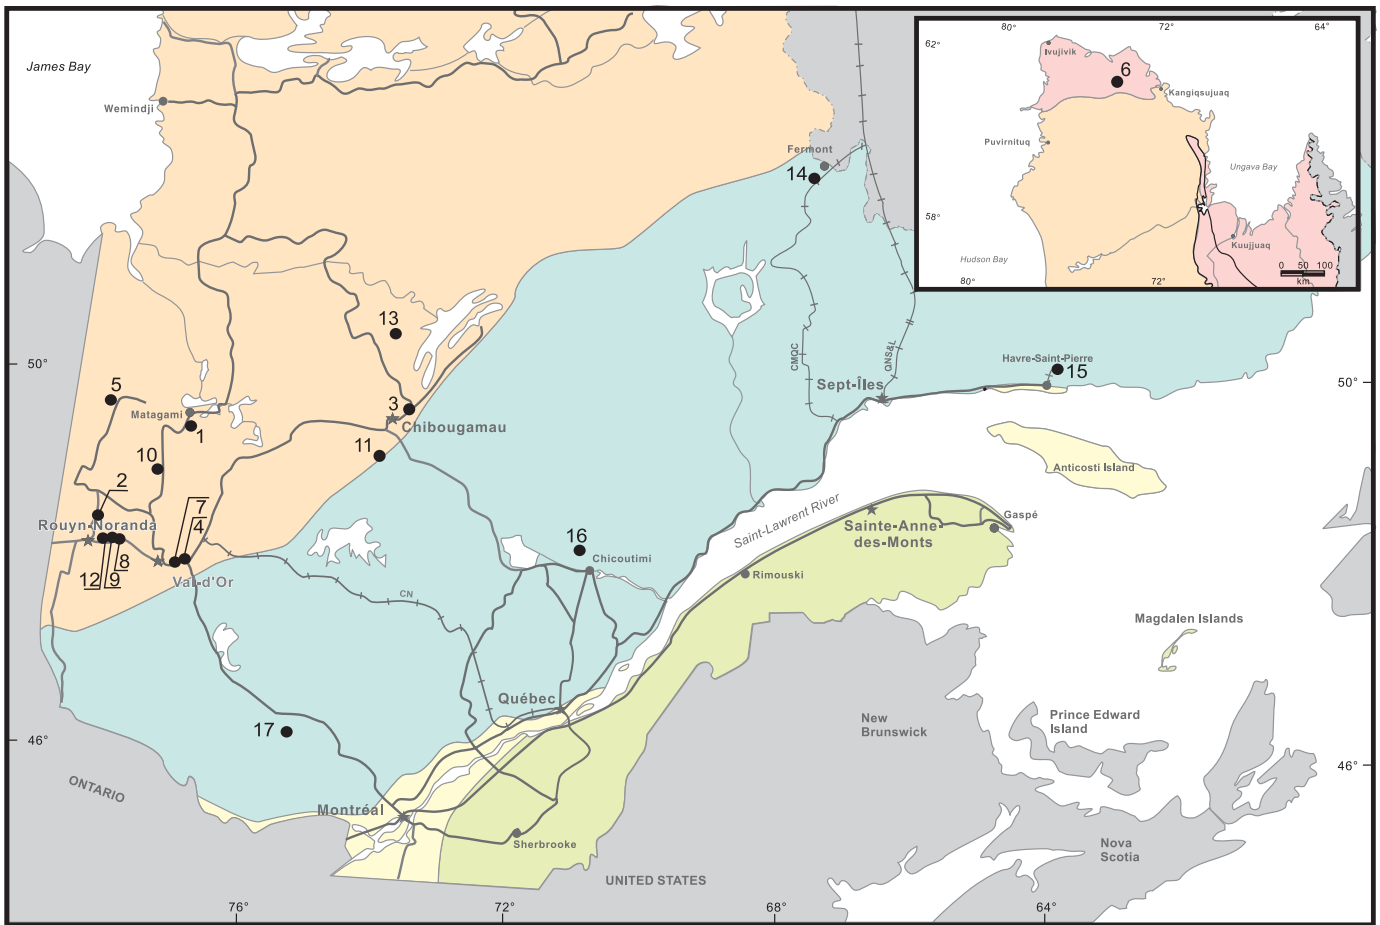 80°
72°
64°
62°
Ivujivik
6
Kangiqsujuaq
Puvirnituq
Ungava Bay
58°
Kuujjuaq
Hudson Bay
80°
72°
0 50 100
km
James Bay
Wemindji
Fermont
14
13
50°
5
Matagami
1
3
Chibougamau
11
10
2
7
4
Rouyn-Noranda
12
9
8
Val-d'Or
CMQC
QNS&L
Sept-Îles
Havre-Saint-Pierre
15
50°
Anticosti Island
16
Chicoutimi
CN
Saint-Lawrent River
Sainte-Anne-
des-Monts
Gaspé
Rimouski
Magdalen Islands
17
Québec
46°
ONTARIO
Montréal
Sherbrooke
New
Brunswick
Prince Edward
Island
46°
Nova
Scotia
UNITED STATES
76°
72°
68°
64°